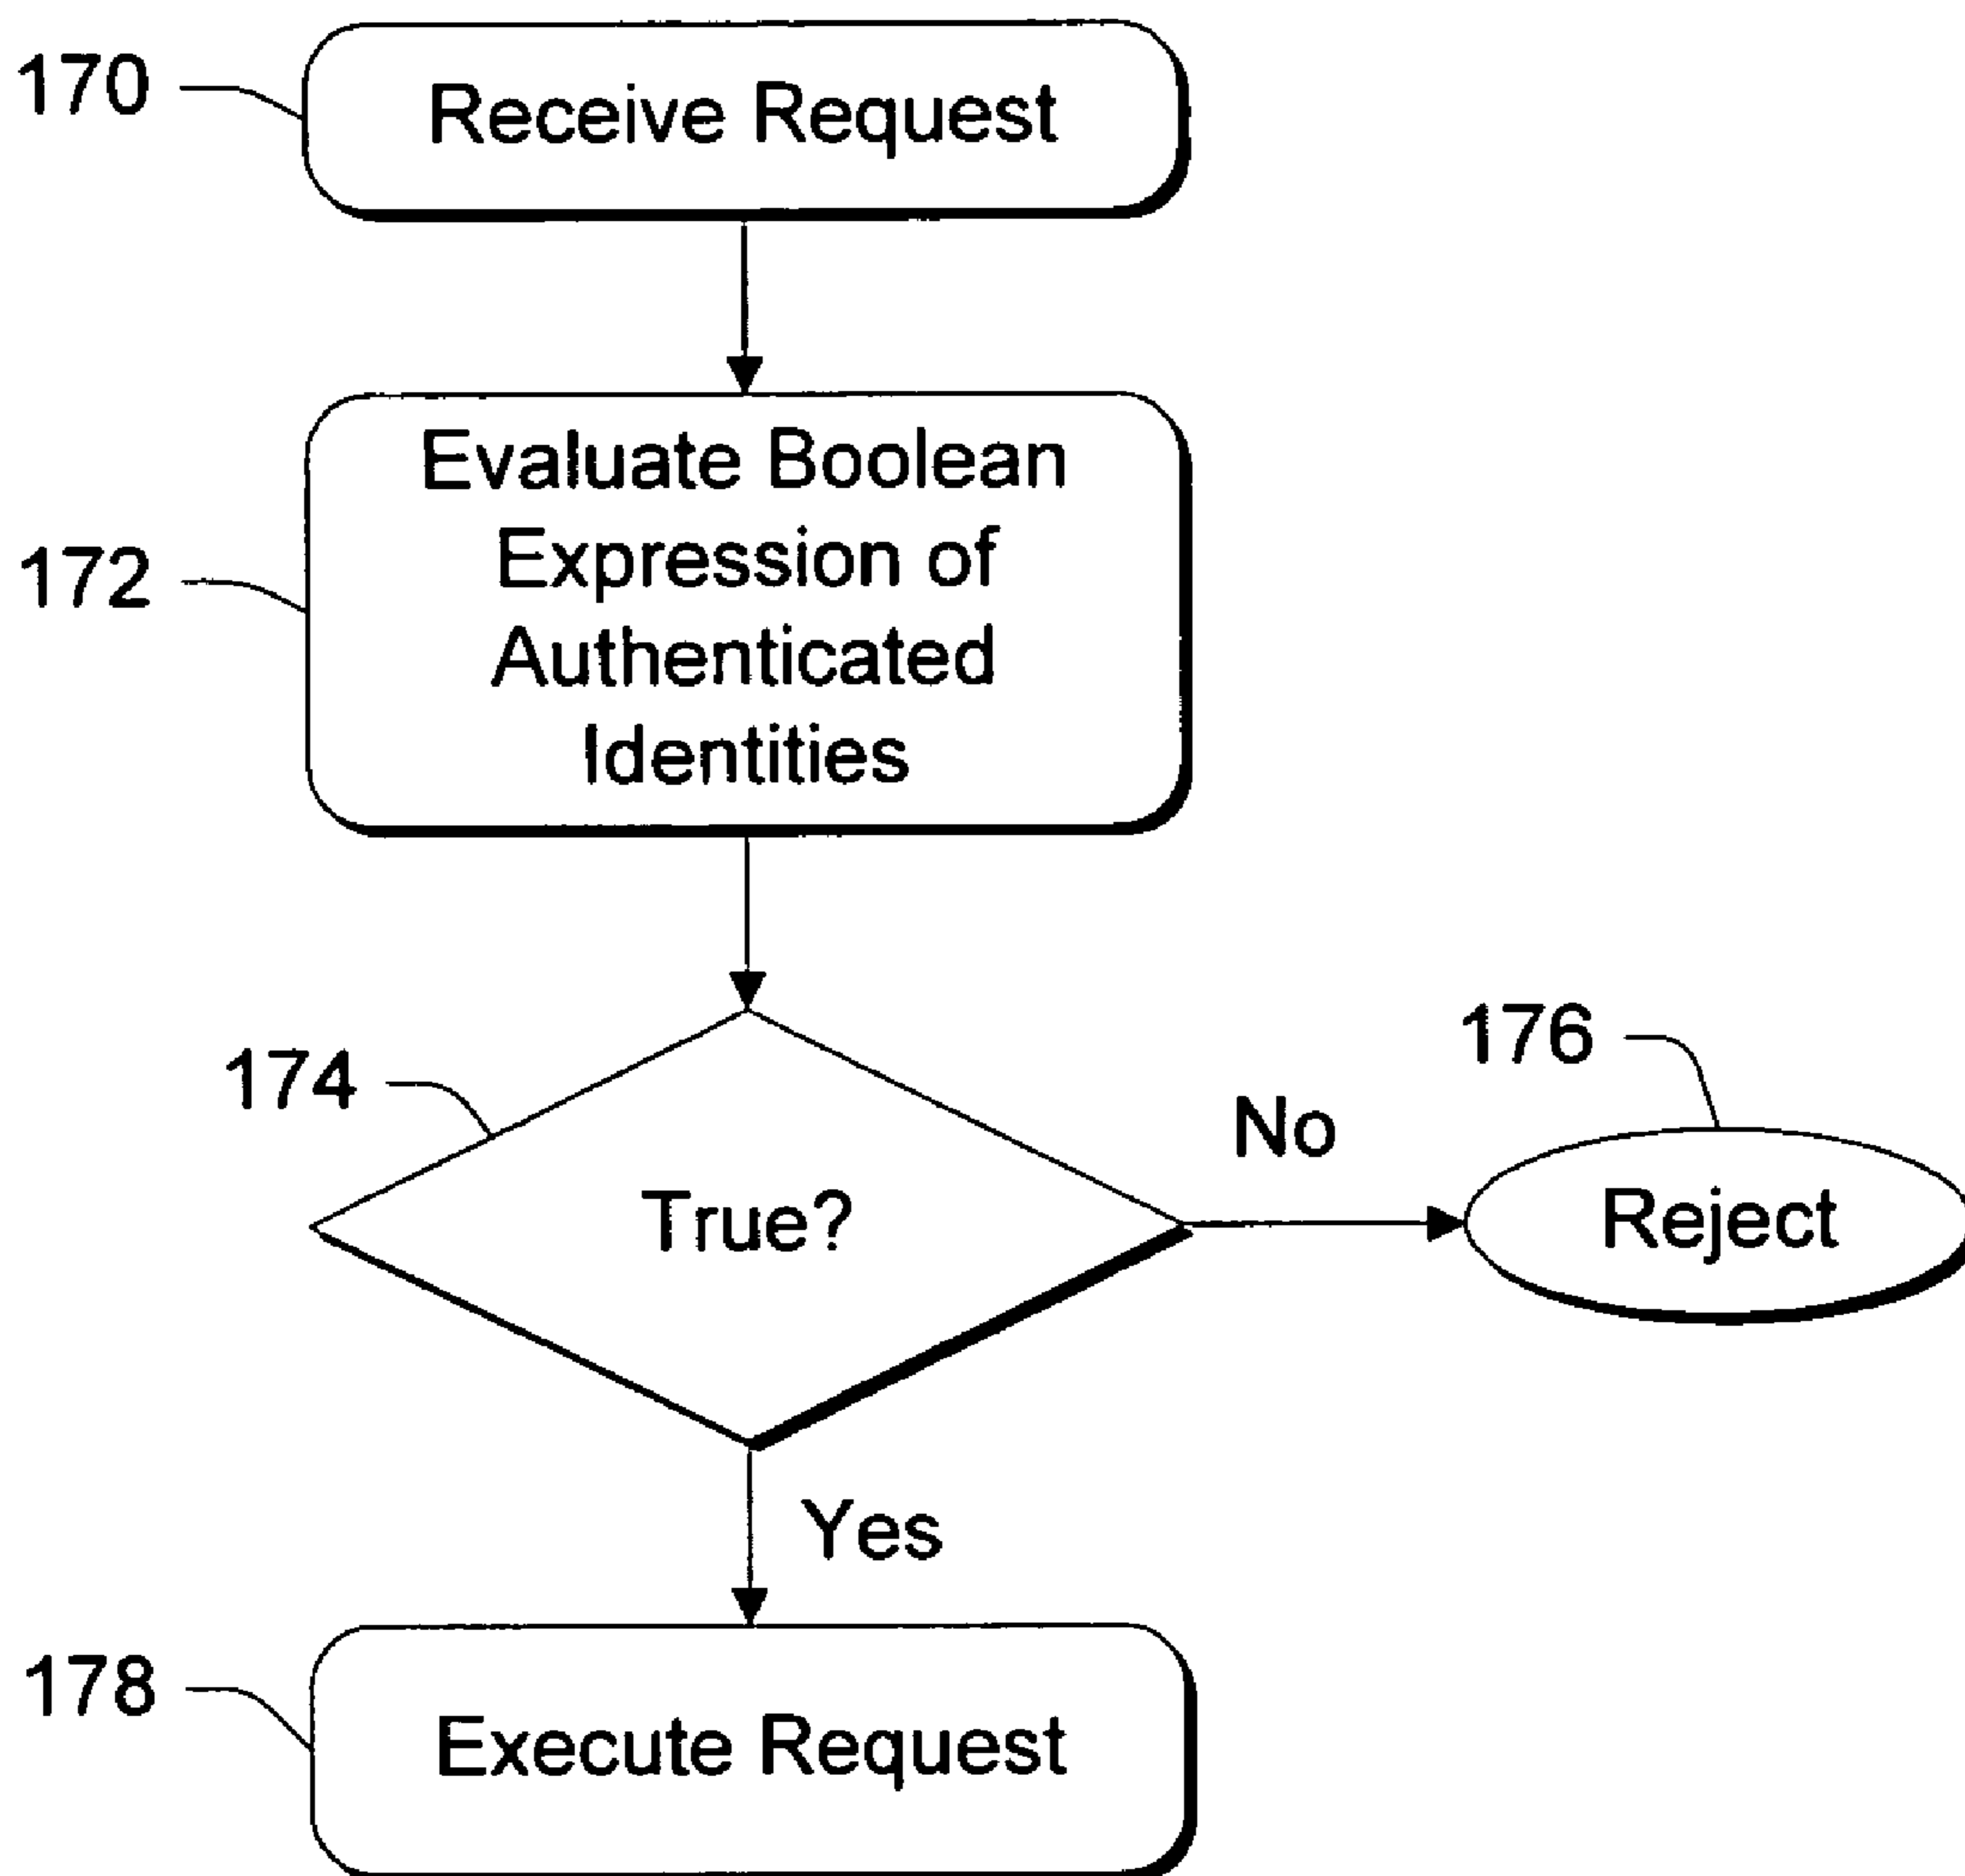 170
Receive Request
172
Evaluate Boolean
Expression of
Authenticated
Identities
174
True?
No
176
Reject
Yes
178
Execute Request